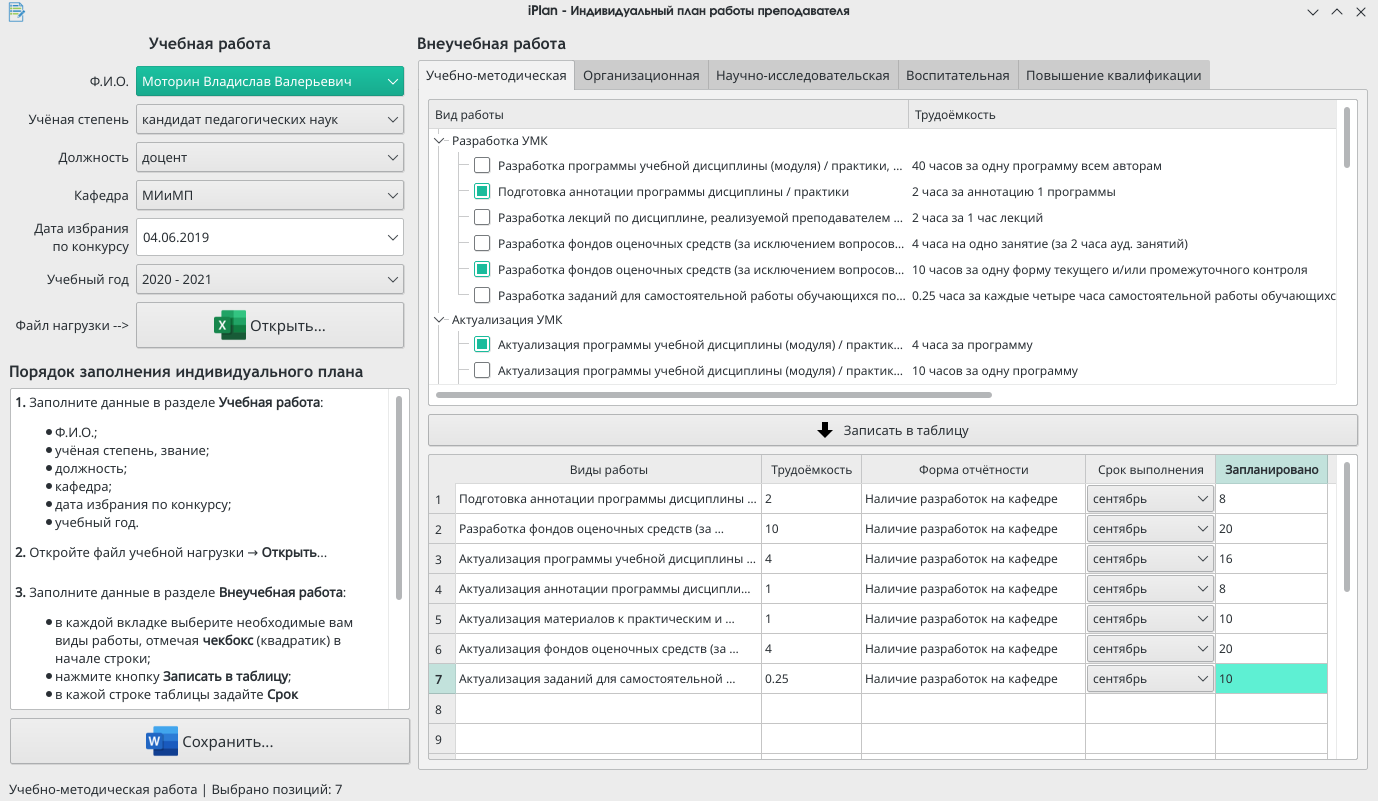 iPlan - Индивидуальный план работы преподавателя
Учебная работа
Ф.И.О. Моторин Владислав Валерьевич
Учёная степень кандидат педагогических наук
Должность доцент
Кафедра МИиМП
Дата избрания
по конкурсу 04.06.2019
Учебный год 2020 - 2021
Файл нагрузки --> Открыть...
Порядок заполнения индивидуального плана
1. Заполните данные в разделе Учебная работа:
● Ф.И.О.;
● учёная степень, звание;
● должность;
● кафедра;
● дата избрания по конкурсу;
● учебный год.
2. Откройте файл учебной нагрузки → Открыть...
3. Заполните данные в разделе Внеучебная работа:
● в каждой вкладке выберите необходимые вам
виды работы, отмечая чекбокс (квадратик) в
начале строки;
● нажмите кнопку Записать в таблицу;
● в кажой строке таблицы задайте Срок
Сохранить...
Внеучебная работа
Учебно-методическая Организационная Научно-исследовательская Воспитательная Повышение квалификации
Вид работы Трудоёмкость
Разработка УМК
Разработка программы учебной дисциплины (модуля) / практики, ... 40 часов за одну программу всем авторам
Подготовка аннотации программы дисциплины / практики 2 часа за аннотацию 1 программы
Разработка лекций по дисциплине, реализуемой преподавателем ... 2 часа за 1 час лекций
Разработка фондов оценочных средств (за исключением вопросов... 4 часа на одно занятие (за 2 часа ауд. занятий)
Разработка фондов оценочных средств (за исключением вопросов... 10 часов за одну форму текущего и/или промежуточного контроля
Разработка заданий для самостоятельной работы обучающихся по... 0.25 часа за каждые четыре часа самостоятельной работы обучающихс
Актуализация УМК
Актуализация программы учебной дисциплины (модуля) / практик... 4 часа за программу
Актуализация программы учебной дисциплины (модуля) / практик... 10 часов за одну программу
Записать в таблицу
Виды работы Трудоёмкость Форма отчётности Срок выполнения Запланировано
1 Подготовка аннотации программы дисциплины ... 2 Наличие разработок на кафедре сентябрь 8
2 Разработка фондов оценочных средств (за ... 10 Наличие разработок на кафедре сентябрь 20
3 Актуализация программы учебной дисциплины ... 4 Наличие разработок на кафедре сентябрь 16
4 Актуализация аннотации программы дисципли... 1 Наличие разработок на кафедре сентябрь 8
5 Актуализация материалов к практическим и ... 1 Наличие разработок на кафедре сентябрь 10
6 Актуализация фондов оценочных средств (за ... 4 Наличие разработок на кафедре сентябрь 20
7 Актуализация заданий для самостоятельной ... 0.25 Наличие разработок на кафедре сентябрь 10
8
9
Учебно-методическая работа | Выбрано позиций: 7